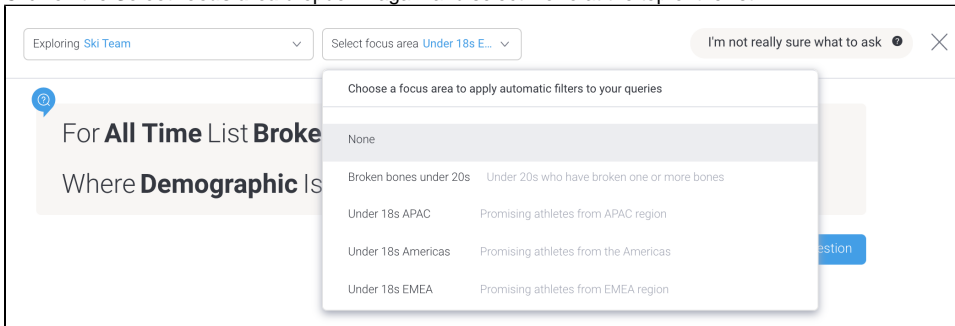 Exploring Ski Team
Select focus area Under 18s E...
I'm not really sure what to ask
Choose a focus area to apply automatic filters to your queries
For All Time List Broke
None
Where Demographic Is
Broken bones under 20s Under 20s who have broken one or more bones
Under 18s APAC Promising athletes from APAC region
Under 18s Americas Promising athletes from the Americas
estion
Under 18s EMEA Promising athletes from EMEA region